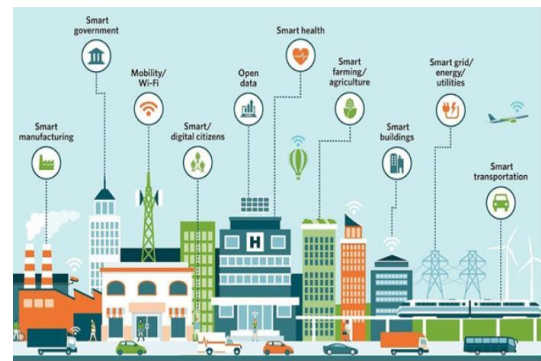 Smart
government
Smart health
Mobility/
Wi-Fi
Open
data
Smart
farming/
agriculture
Smart grid/
energy/
utilities
Smart
manufacturing
Smart/
digital citizens
Smart
buildings
Smart
transportation
H